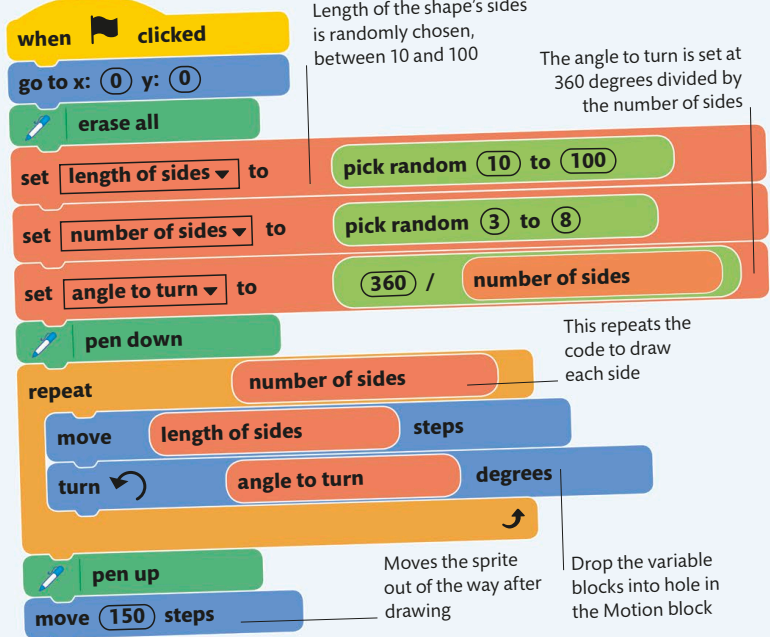 Length of the shape's sides
is randomly chosen,
between 10 and 100
The angle to turn is set at
360 degrees divided by
the number of sides
when clicked
go to x: 0 y: 0
erase all
set length of sides to pick random 10 to 100
set number of sides to pick random 3 to 8
set angle to turn to 360 / number of sides
pen down
This repeats the
code to draw
each side
repeat number of sides
move length of sides steps
turn angle to turn degrees
pen up
move 150 steps
Moves the sprite
out of the way after
drawing
Drop the variable
blocks into hole in
the Motion block